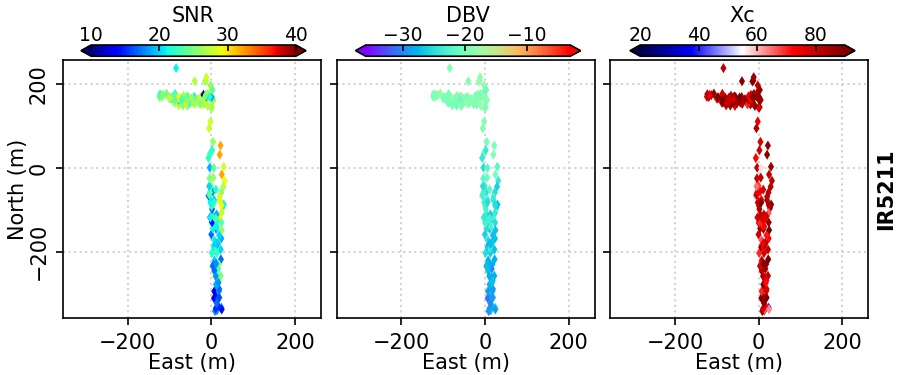 SNR DBV Xc
10 20 30 40 −30 −20 −10 20 40 60 80
200
0
−200
North (m)
−200 0 200 −200 0 200 −200 0 200
East (m) East (m) East (m)
IR5211